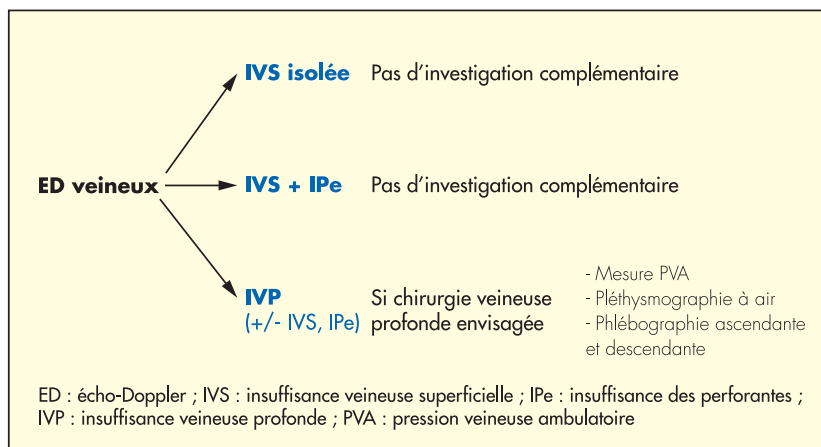 IVS isolée Pas d'investigation complémentaire
ED veineux IVS + IPe Pas d'investigation complémentaire
IVP Si chirurgie veineuse
(+/- IVS, IPe) profonde envisagée
- Mesure PVA
- Pléthysmographie à air
- Phlébographie ascendante
et descendante
ED : écho-Doppler ; IVS : insuffisance veineuse superficielle ; IPe : insuffisance des perforantes ;
IVP : insuffisance veineuse profonde ; PVA : pression veineuse ambulatoire